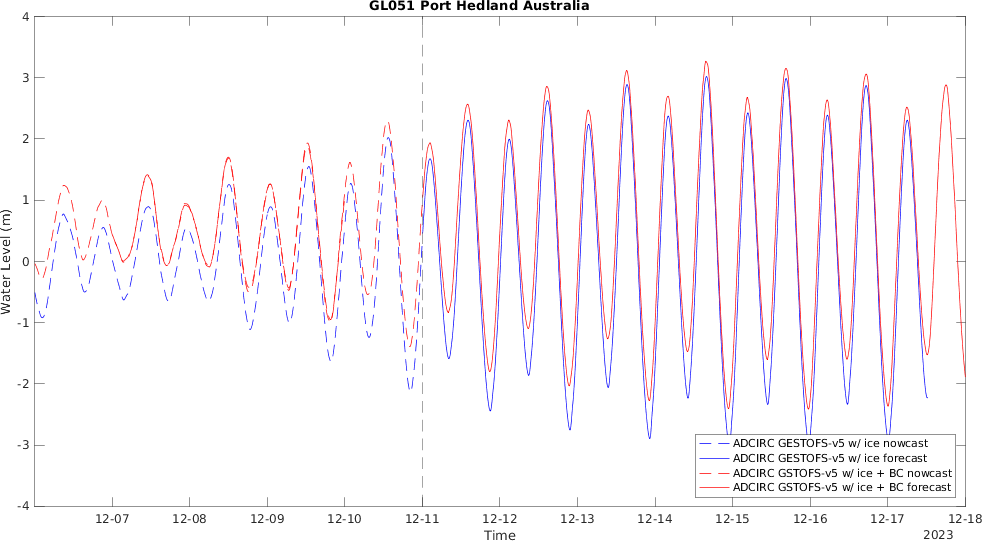 GL051 Port Hedland Australia
4
3
2
1
0
-1
-2
-3
-4
Water Level (m)
12-07 12-08 12-09 12-10 12-11 12-12 12-13 12-14 12-15 12-16 12-17 12-18
Time
2023
ADCIRC GESTOFS-v5 w/ ice nowcast
ADCIRC GESTOFS-v5 w/ ice forecast
ADCIRC GSTOFS-v5 w/ ice + BC nowcast
ADCIRC GSTOFS-v5 w/ ice + BC forecast